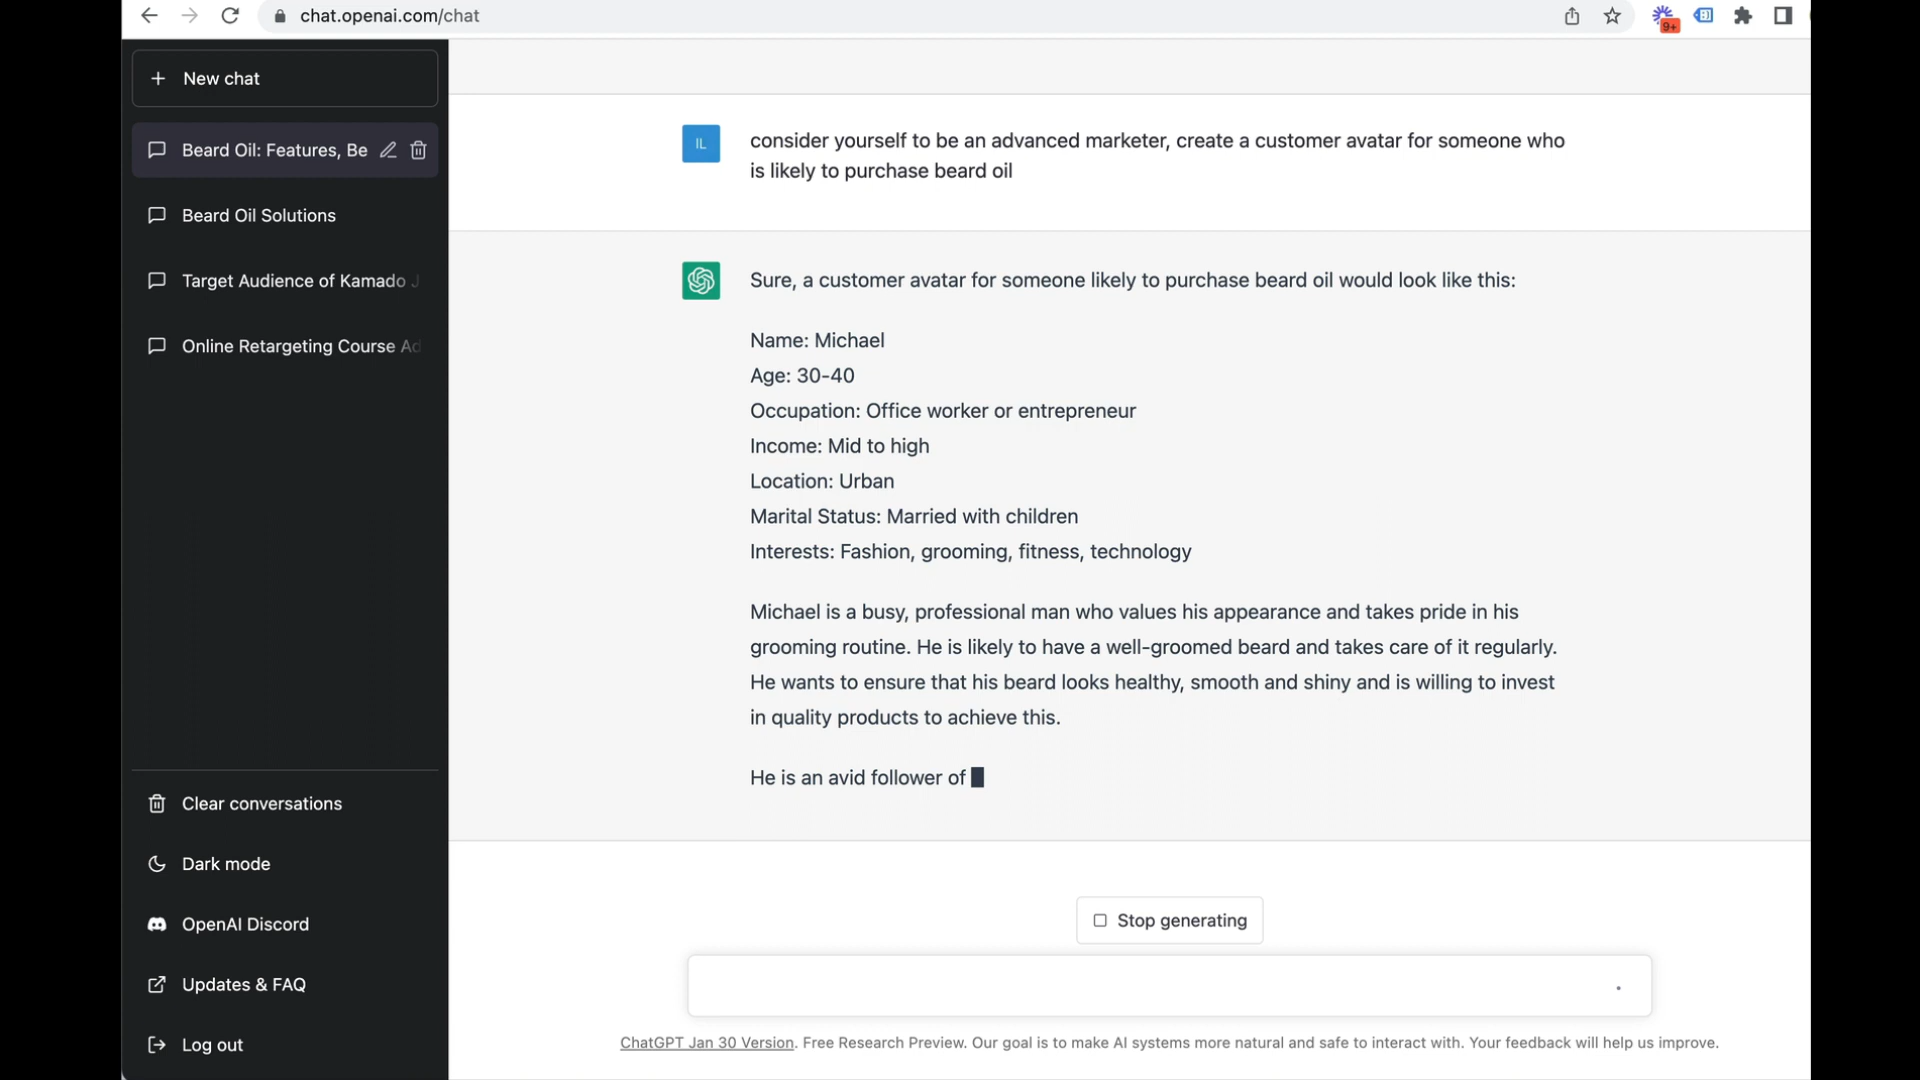 chat.openai.com/chat
9+
New chat
Beard Oil: Features, Be
Beard Oil Solutions
Target Audience of Kamado J
Online Retargeting Course Ad
Clear conversations
Dark mode
OpenAI Discord
Updates & FAQ
Log out
IL
consider yourself to be an advanced marketer, create a customer avatar for someone who
is likely to purchase beard oil
Sure, a customer avatar for someone likely to purchase beard oil would look like this:
Name: Michael
Age: 30-40
Occupation: Office worker or entrepreneur
Income: Mid to high
Location: Urban
Marital Status: Married with children
Interests: Fashion, grooming, fitness, technology
Michael is a busy, professional man who values his appearance and takes pride in his
grooming routine. He is likely to have a well-groomed beard and takes care of it regularly.
He wants to ensure that his beard looks healthy, smooth and shiny and is willing to invest
in quality products to achieve this.
He is an avid follower of
Stop generating
ChatGPT Jan 30 Version. Free Research Preview. Our goal is to make AI systems more natural and safe to interact with. Your feedback will help us improve.